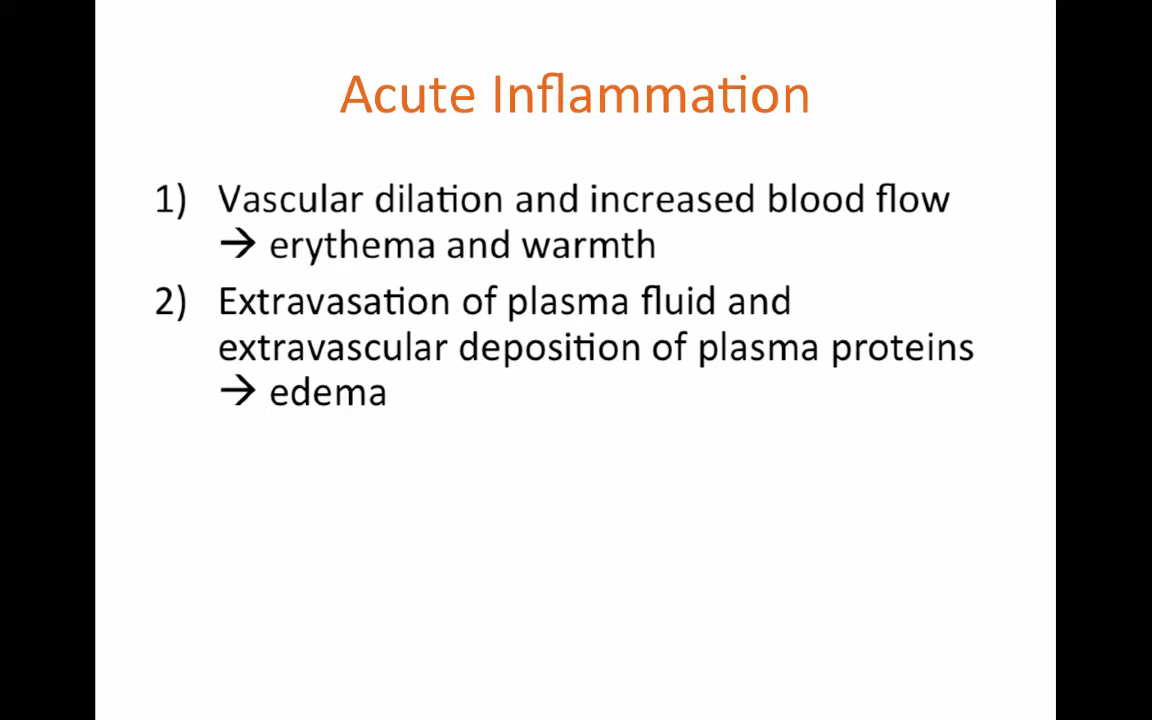 Acute Inflammation
1) Vascular dilation and increased blood flow
→ erythema and warmth
2) Extravasation of plasma fluid and
extravascular deposition of plasma proteins
→ edema